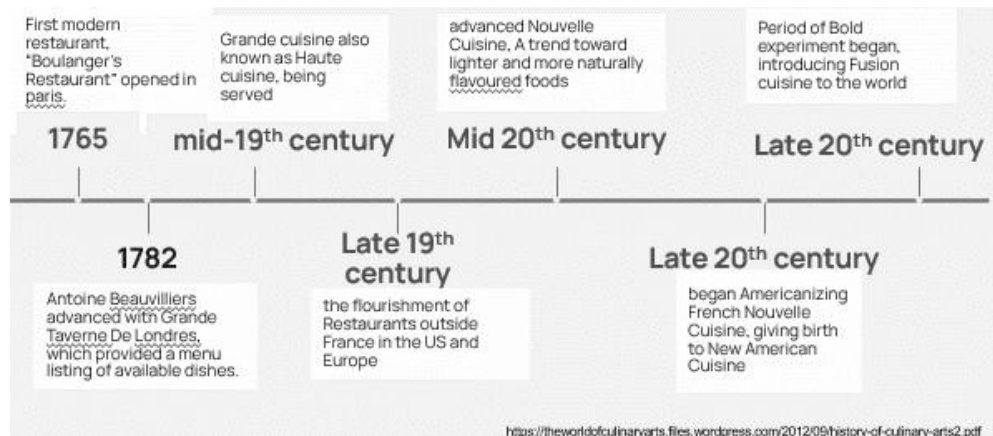 First modern
restaurant,
"Boulanger's
Restaurant" opened in
paris.
1765
Grande cuisine also
known as Haute
cuisine, being
served
mid-19th century
advanced Nouvelle
Cuisine, A trend toward
lighter and more naturally
flavoured foods
Mid 20th century
Period of Bold
experiment began,
introducing Fusion
cuisine to the world
Late 20th century
1782
Antoine Beauvilliers
advanced with Grande
Taverne De Londres,
which provided a menu
listing of available dishes.
Late 19th
century
the flourishment of
Restaurants outside
France in the US and
Europe
Late 20th century
began Americanizing
French Nouvelle
Cuisine, giving birth
to New American
Cuisine
https://theworldofculinaryarts.files.wordpress.com/2012/09/history-of-culinary-arts2.pdf